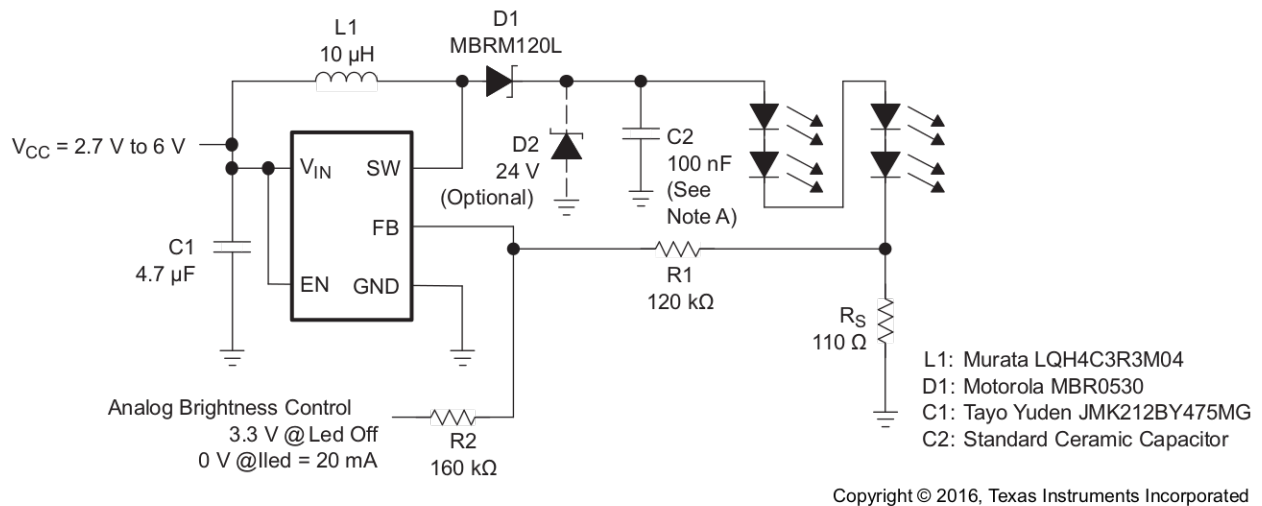 L1
10 µH
D1
MBRM120L
V_CC = 2.7 V to 6 V
V_IN
SW
FB
EN
GND
D2
24 V
(Optional)
C2
100 nF
(See
Note A)
C1
4.7 µF
R1
120 kΩ
R_S
110 Ω
Analog Brightness Control
3.3 V @ Led Off
0 V @Iled = 20 mA
R2
160 kΩ
L1: Murata LQH4C3R3M04
D1: Motorola MBR0530
C1: Tayo Yuden JMK212BY475MG
C2: Standard Ceramic Capacitor
Copyright © 2016, Texas Instruments Incorporated